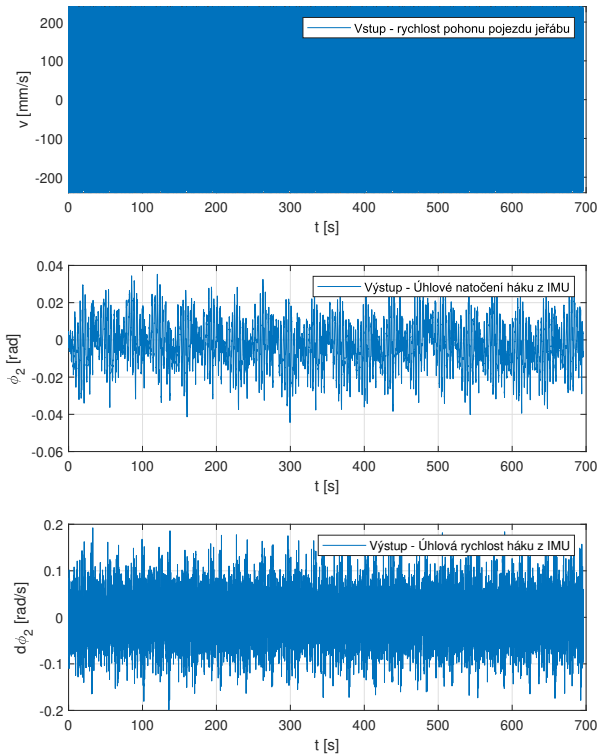 200
100
0
-100
-200
v [mm/s]
Vstup - rychlost pohonu pojezdu jeřábu
0 100 200 300 400 500 600 700
t [s]
0.04
0.02
0
-0.02
-0.04
-0.06
ϕ2 [rad]
Výstup - Úhlové natočeni háku z IMU
0 100 200 300 400 500 600 700
t [s]
0.2
0.1
0
-0.1
-0.2
dϕ2 [rad/s]
Výstup - Úhlová rychlost háku z IMU
0 100 200 300 400 500 600 700
t [s]